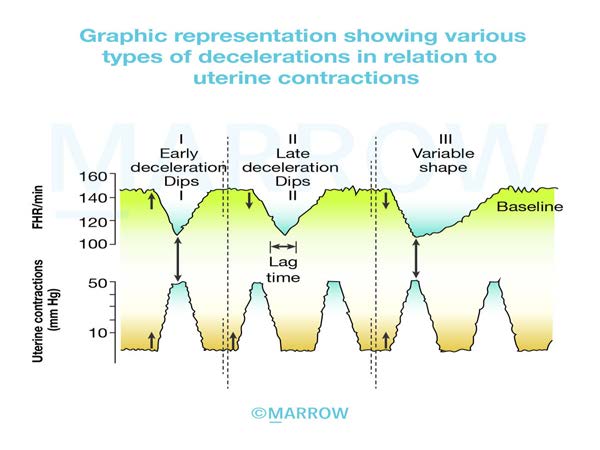 Graphic representation showing various
types of decelerations in relation to
uterine contractions
MARROW
I
Early
deceleration
Dips
I
II
Late
deceleration
Dips
II
III
Variable
shape
160
140
120
100
FHR/min
Baseline
Lag
time
50
10
Uterine contractions
(mm Hg)
©MARROW